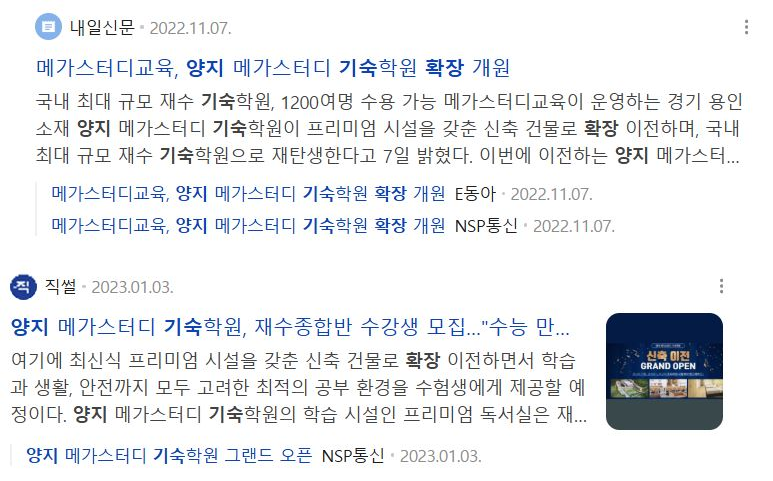 내일신문 2022.11.07.
메가스터디교육, 양지 메가스터디 기숙학원 확장 개원
국내 최대 규모 재수 기숙학원, 1200여명 수용 가능 메가스터디교육이 운영하는 경기 용인
소재 양지 메가스터디 기숙학원이 프리미엄 시설을 갖춘 신축 건물로 확장 이전하며, 국내
최대 규모 재수 기숙학원으로 재탄생한다고 7일 밝혔다. 이번에 이전하는 양지 메가스터...
메가스터디교육, 양지 메가스터디 기숙학원 확장 개원 E동아 2022.11.07.
메가스터디교육, 양지 메가스터디 기숙학원 확장 개원 NSP통신 2022.11.07.
직 직썰 2023.01.03.
양지 메가스터디 기숙학원, 재수종합반 수강생 모집..."수능 만...
여기에 최신식 프리미엄 시설을 갖춘 신축 건물로 확장 이전하면서 학습
과 생활, 안전까지 모두 고려한 최적의 공부 환경을 수험생에게 제공할 예
정이다. 양지 메가스터디 기숙학원의 학습 시설인 프리미엄 독서실은 재...
신축 이전
GRAND OPEN
양지 메가스터디 기숙학원 그랜드 오픈 NSP통신 2023.01.03.